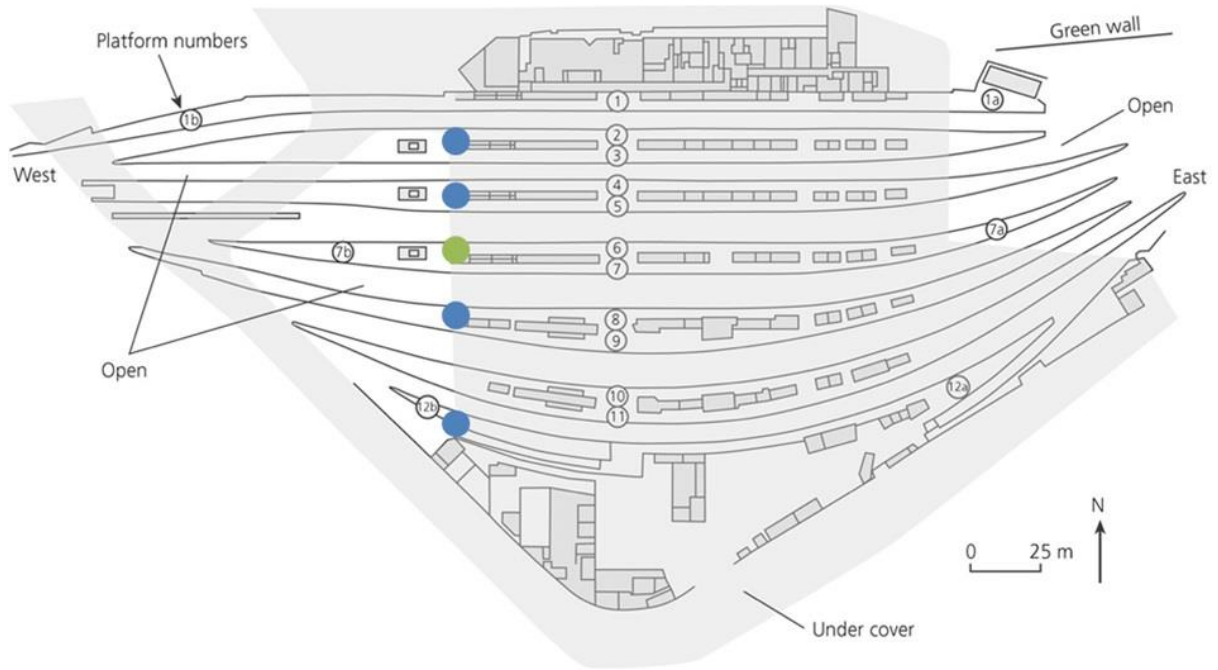 Platform numbers
Green wall
1b
1
1a
Open
2
3
West
4
East
5
7b
6
7a
7
8
9
Open
10
11
12b
12a
N
0 25 m
Under cover